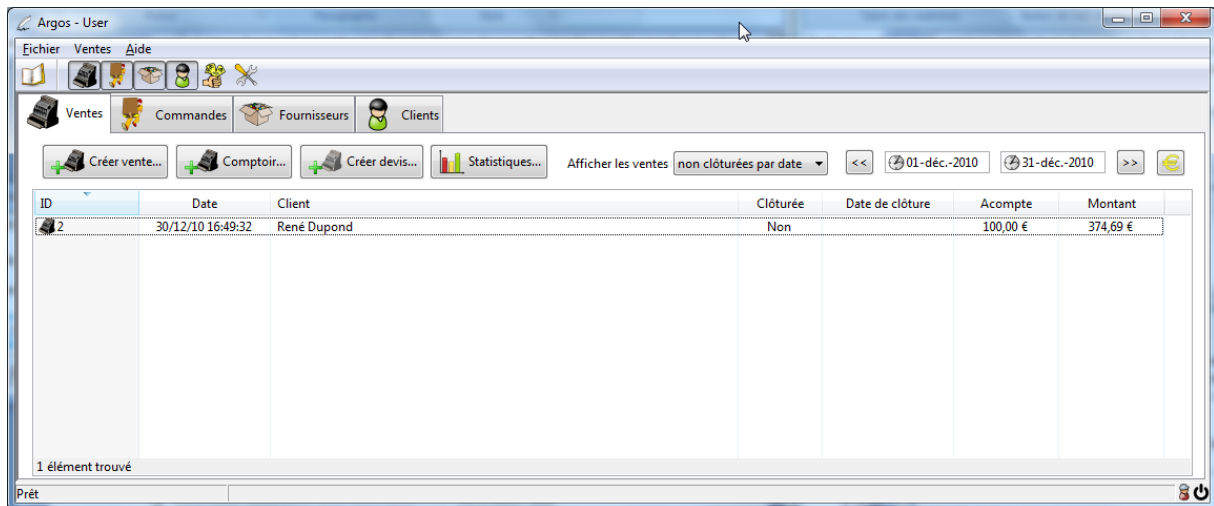 Argos - User
Fichier Ventes Aide
Ventes Commandes Fournisseurs Clients
Créer vente... Comptoir... Créer devis... Statistiques... Afficher les ventes non clôturées par date << 01-déc.-2010 31-déc.-2010 >> €
ID Date Client Clôturée Date de clôture Acompte Montant
2 30/12/10 16:49:32 René Dupond Non 100,00 € 374,69 €
1 élément trouvé
Prêt